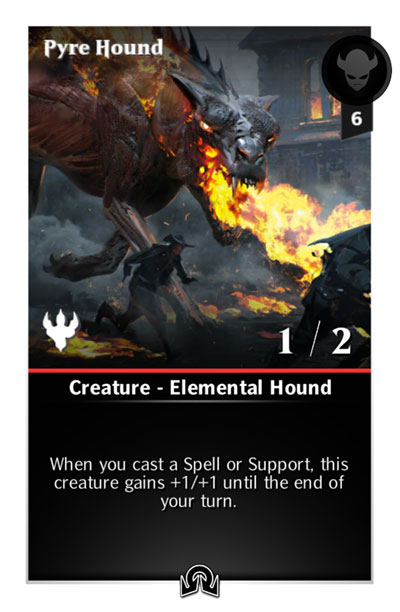 Pyre Hound
6
1 / 2
Creature - Elemental Hound
When you cast a Spell or Support, this
creature gains +1/+1 until the end of
your turn.